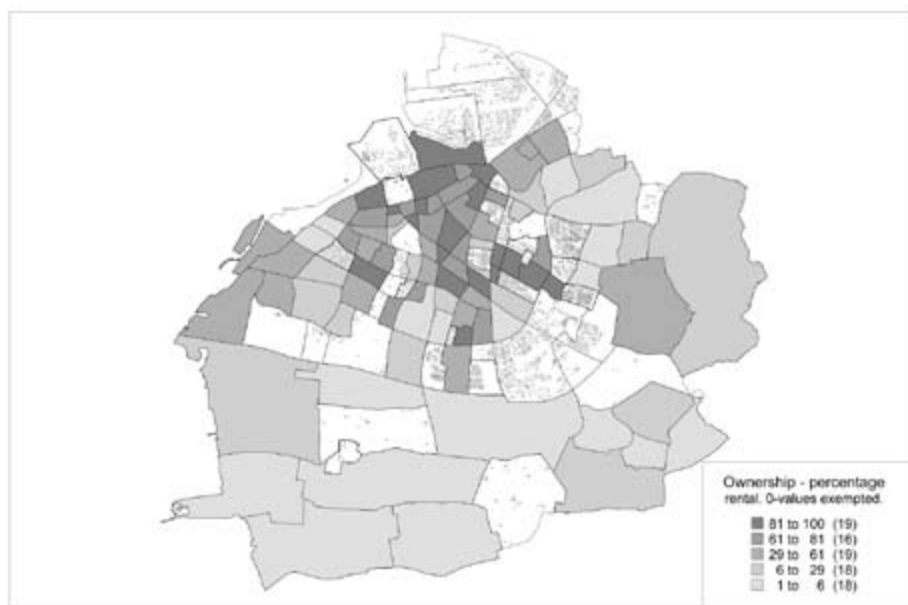 Ownership - percentage
rental. 0-values exempted.
81 to 100 (19)
61 to 81 (16)
29 to 61 (19)
6 to 29 (18)
1 to 6 (18)